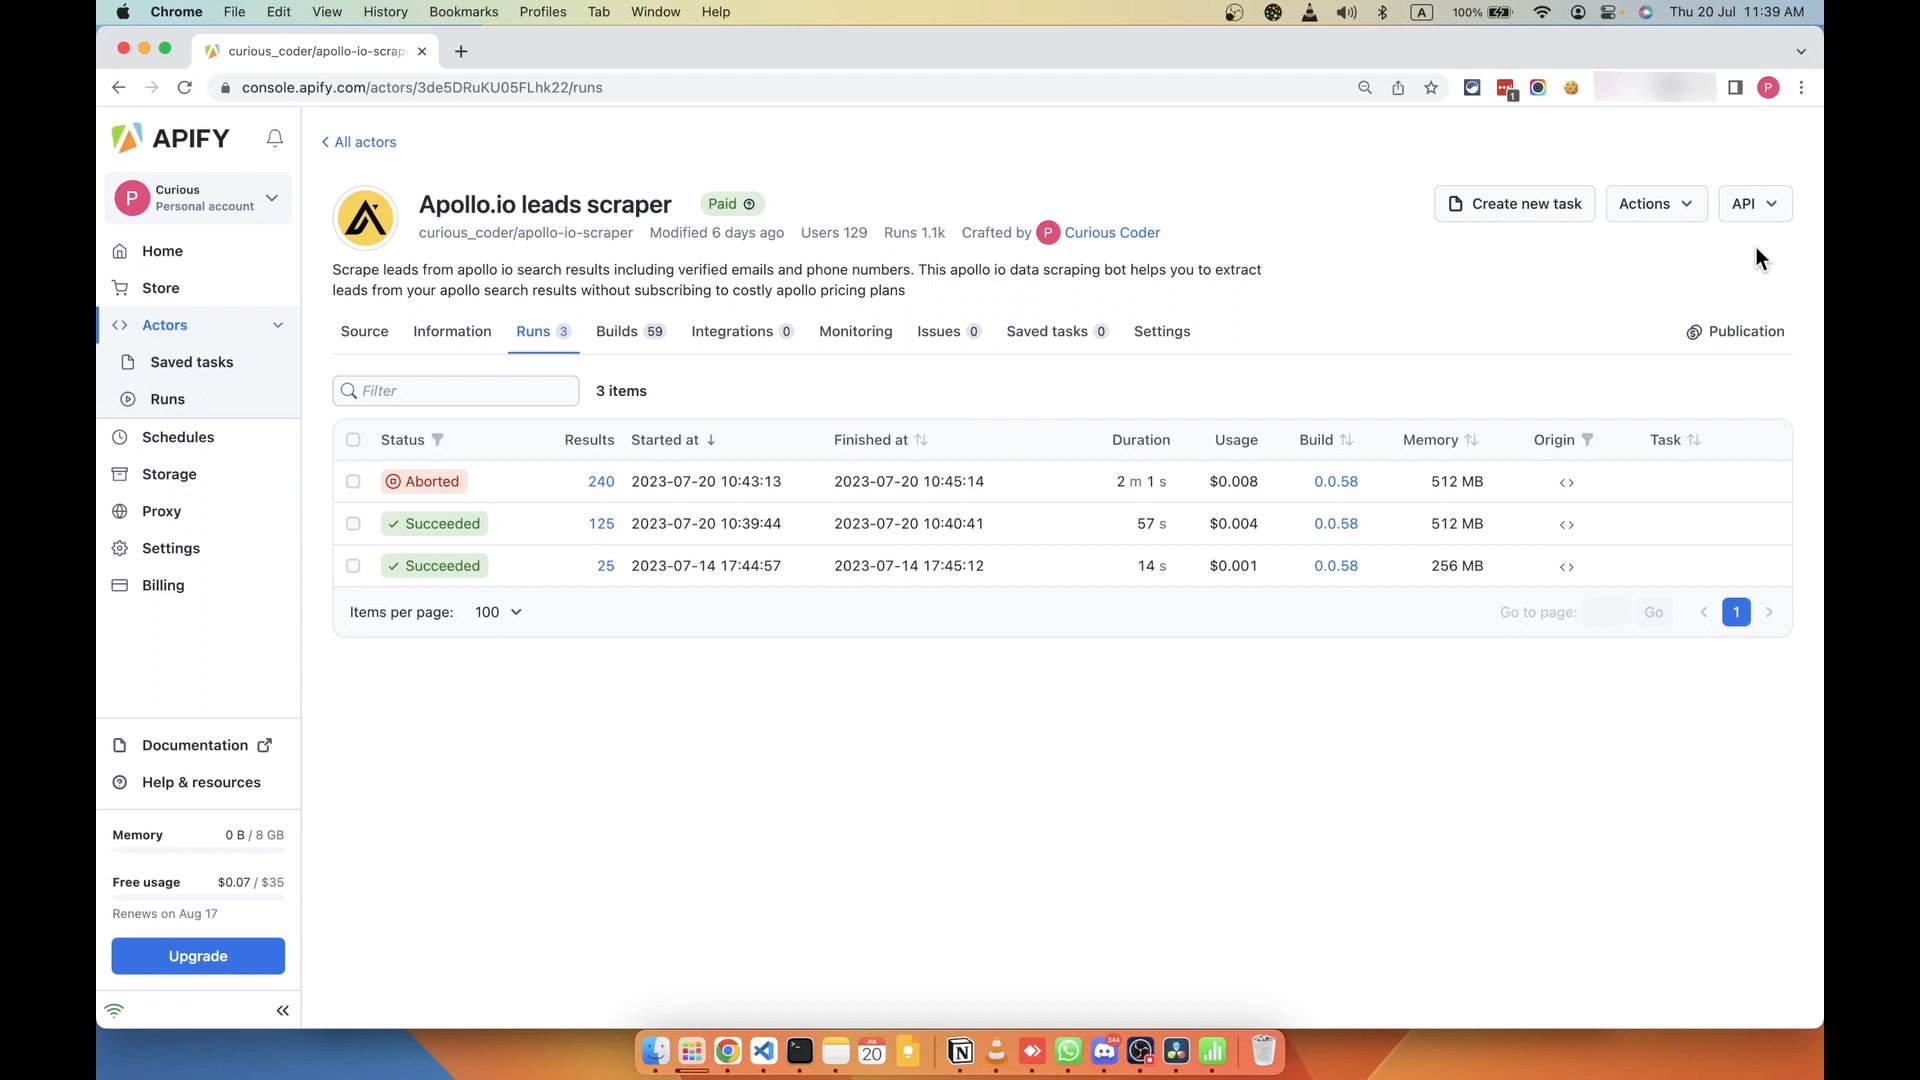 Chrome File Edit View History Bookmarks Profiles Tab Window Help A 100% Thu 20 Jul 11:39 AM
curious_coder/apollo-io-scrap
console.apify.com/actors/3de5DRuKU05FLhk22/runs 1 P
APIFY
P Curious
Personal account
Home
Store
Actors
Saved tasks
Runs
Schedules
Storage
Proxy
Settings
Billing
Documentation
Help & resources
Memory 0 B / 8 GB
Free usage $0.07 / $35
Renews on Aug 17
Upgrade
All actors
Apollo.io leads scraper Paid
Create new task Actions API
curious_coder/apollo-io-scraper Modified 6 days ago Users 129 Runs 1.1k Crafted by P Curious Coder
Scrape leads from apollo io search results including verified emails and phone numbers. This apollo io data scraping bot helps you to extract
leads from your apollo search results without subscribing to costly apollo pricing plans
Source Information Runs 3 Builds 59 Integrations 0 Monitoring Issues 0 Saved tasks 0 Settings Publication
Filter 3 items
Status Results Started at Finished at Duration Usage Build Memory Origin Task
Aborted 240 2023-07-20 10:43:13 2023-07-20 10:45:14 2 m 1 s $0.008 0.0.58 512 MB
Succeeded 125 2023-07-20 10:39:44 2023-07-20 10:40:41 57 s $0.004 0.0.58 512 MB
Succeeded 25 2023-07-14 17:44:57 2023-07-14 17:45:12 14 s $0.001 0.0.58 256 MB
Items per page: 100 Go to page: Go 1
JUL
20
344